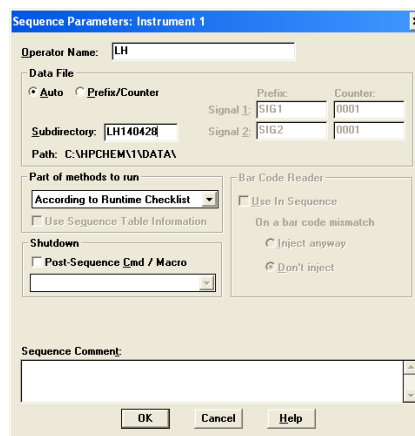 Sequence Parameters: Instrument 1
Operator Name: LH
Data File
Auto Prefix/Counter Prefix: Counter:
Signal 1: SIG1 0001
Subdirectory: LH140428 Signal 2: SIG2 0001
Path: C:\HPCHEM\1\DATA\
Part of methods to run Bar Code Reader
According to Runtime Checklist Use In Sequence
Use Sequence Table Information On a bar code mismatch
Shutdown Inject anyway
Post-Sequence Cmd / Macro Don't inject
Sequence Comment:
OK Cancel Help